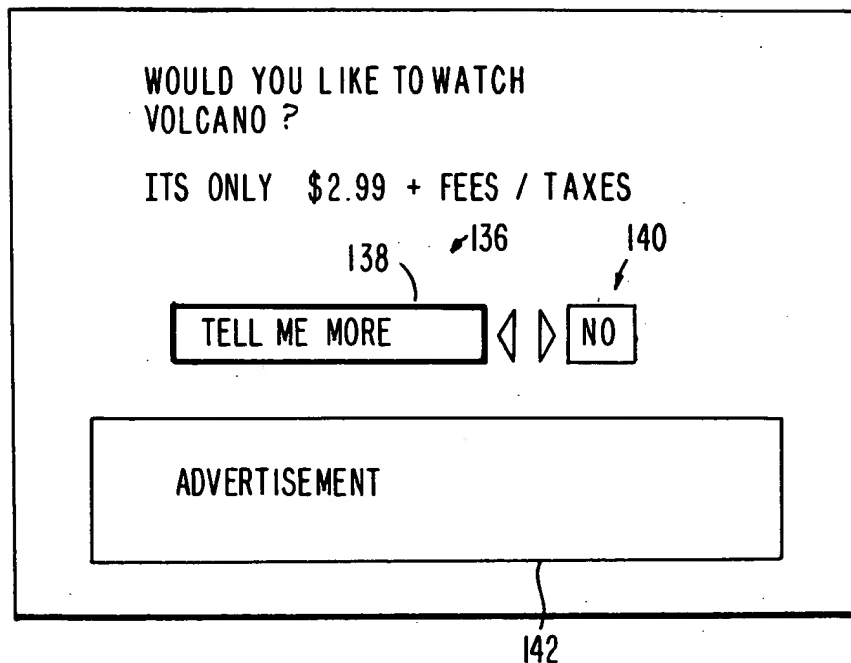 WOULD YOU LIKE TO WATCH
VOLCANO ?
ITS ONLY $2.99 + FEES / TAXES
136
138
140
TELL ME MORE
NO
ADVERTISEMENT
142